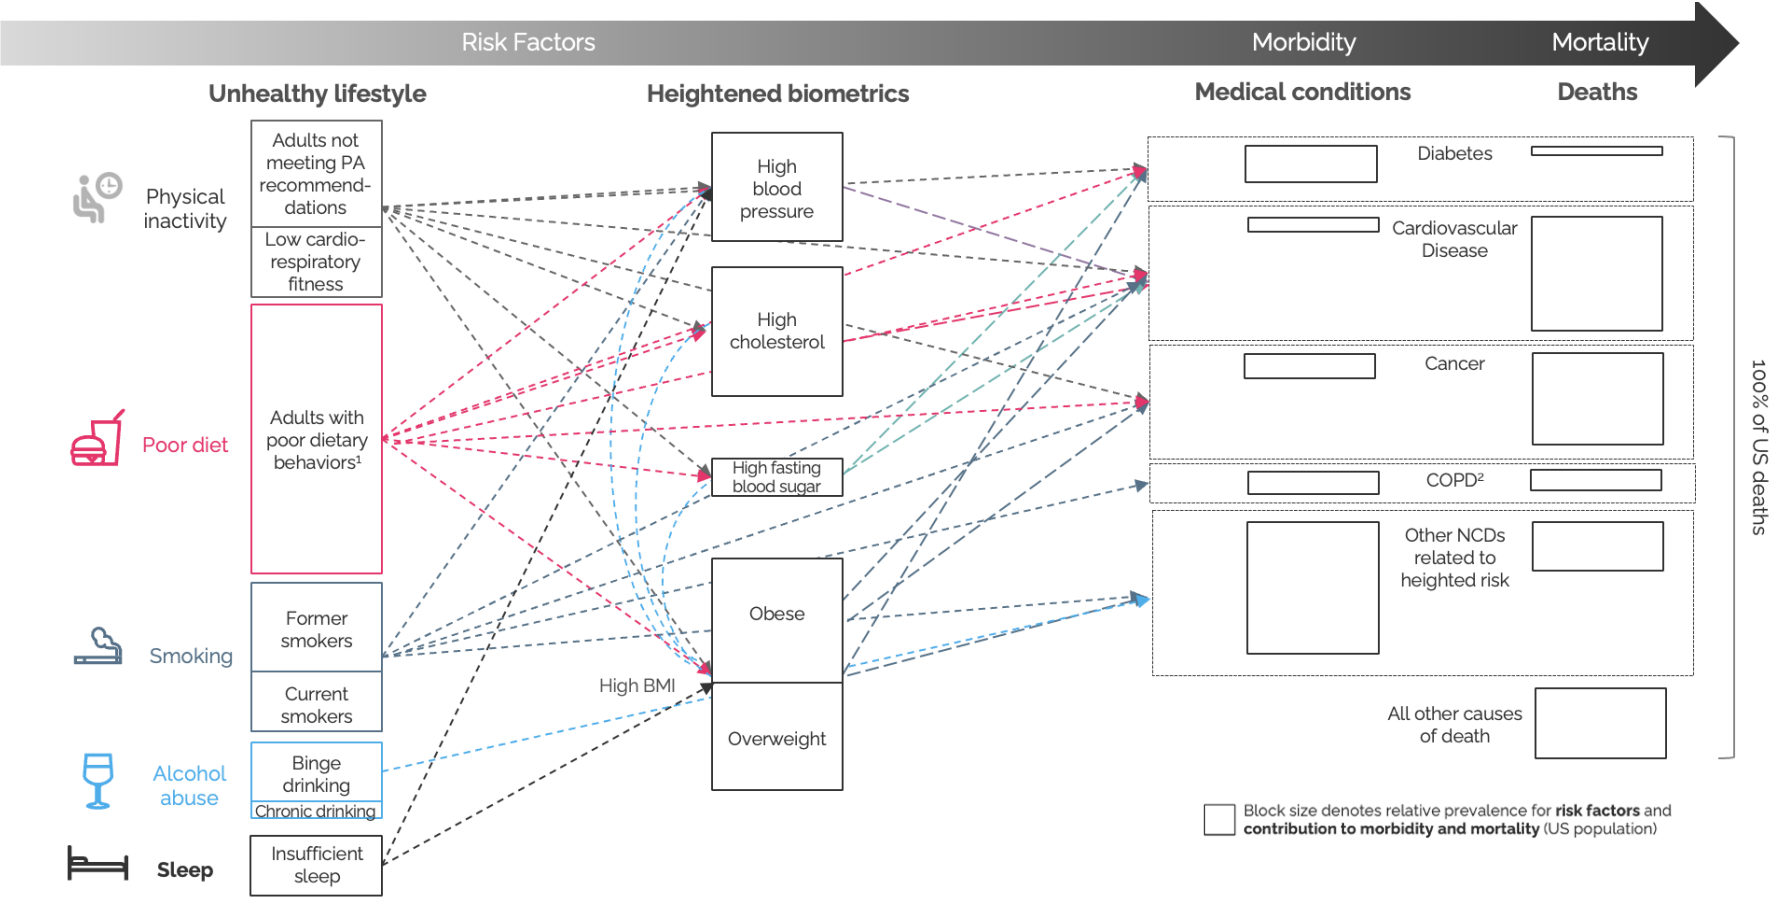 Risk Factors
Morbidity
Mortality
Unhealthy lifestyle
Heightened biometrics
Medical conditions
Deaths
Physical
inactivity
Adults not
meeting PA
recommend-
dations
Low cardio-
respiratory
fitness
Poor diet
Adults with
poor dietary
behaviors¹
Smoking
Former
smokers
Current
smokers
Alcohol
abuse
Binge
drinking
Chronic drinking
Sleep
Insufficient
sleep
High
blood
pressure
High
cholesterol
High fasting
blood sugar
High BMI
Obese
Overweight
Diabetes
Cardiovascular
Disease
Cancer
COPD²
Other NCDs
related to
heighted risk
All other causes
of death
100% of US deaths
Block size denotes relative prevalence for risk factors and
contribution to morbidity and mortality (US population)